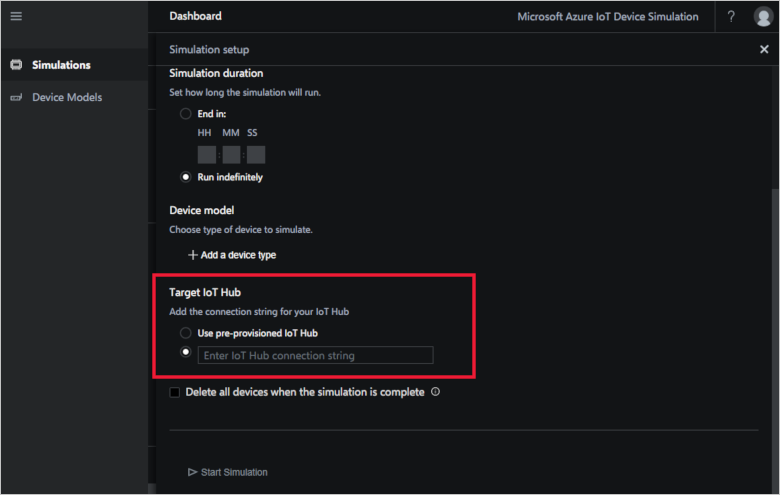 Dashboard
Microsoft Azure IoT Device Simulation
?
Simulation setup
Simulations
Device Models
Simulation duration
Set how long the simulation will run.
End in:
HH MM SS
: :
Run indefinitely
Device model
Choose type of device to simulate.
+ Add a device type
Target IoT Hub
Add the connection string for your IoT Hub
Use pre-provisioned IoT Hub
Enter IoT Hub connection string
Delete all devices when the simulation is complete
Start Simulation